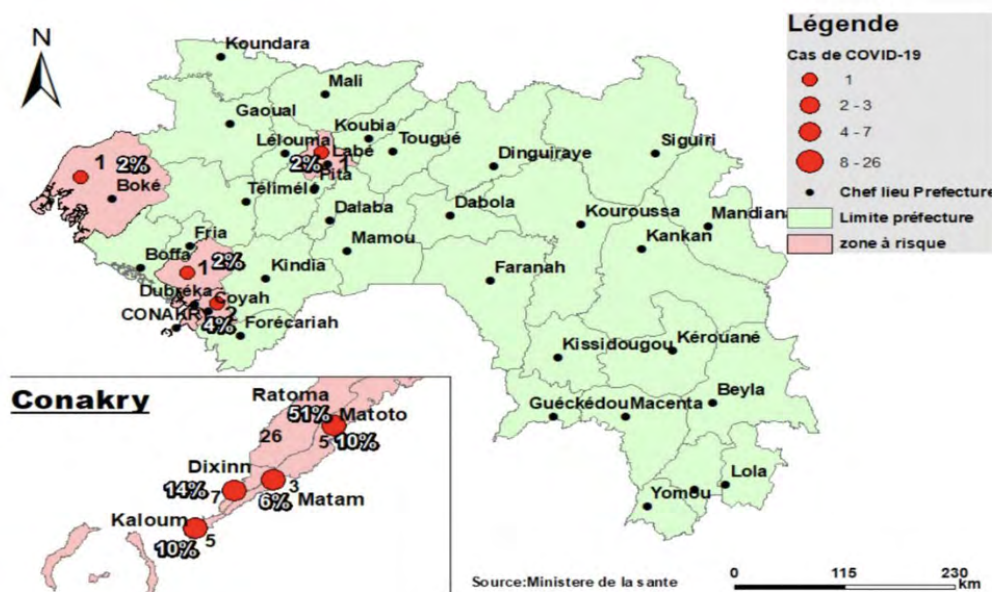 N
Légende
Cas de COVID-19
1
2 - 3
4 - 7
8 - 26
Chef lieu Prefecture
Limite préfecture
zone à risque
Koundara
Mali
Gaoual
Koubia
Lélouma
Tougué
Labé
2%
1
Pita
Siguiri
Dinguiraye
1
2%
Boké
Télimélé
Dalaba
Dabola
Kouroussa
Mandiana
Mamou
Kankan
Fria
Boffa
1
2%
Kindia
Faranah
Dubréka
Coyah
CONAKRY
2
4%
Forécariah
Kissidougou
Kérouané
Beyla
Guéckédou
Macenta
Lola
Yomou
Conakry
Ratoma
51%
Matoto
26
5
10%
Dixinn
14%
7
3
6%
Matam
Kaloum
10%
5
Source:Ministere de la sante
0
115
230
km